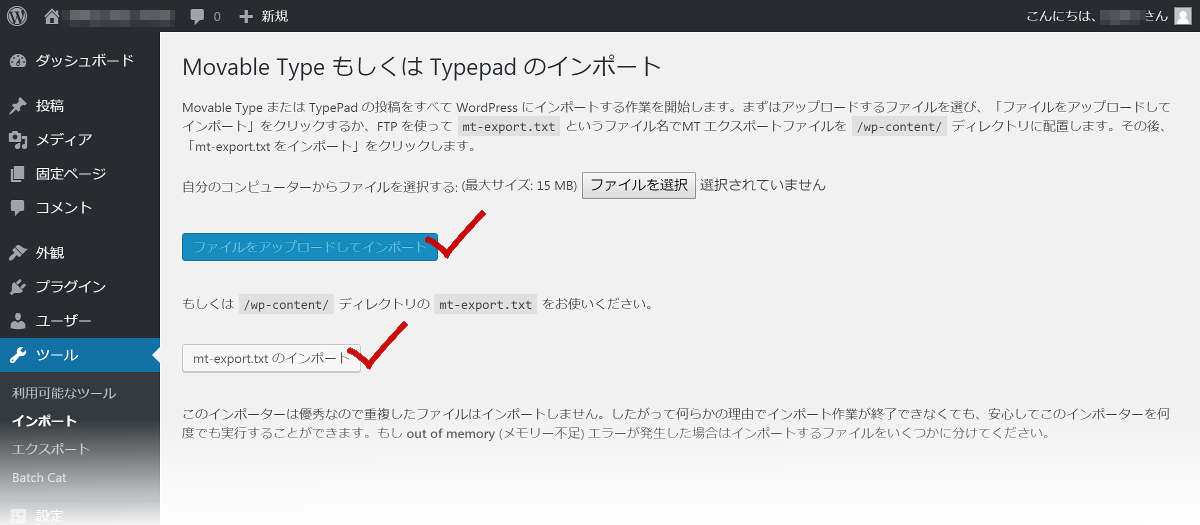 0 新規 こんにちは、 さん
ダッシュボード
投稿
メディア
固定ページ
コメント
外観
プラグイン
ユーザー
ツール
利用可能なツール
インポート
エクスポート
Batch Cat
設定
Movable Type もしくは Typepad のインポート
Movable Type または TypePad の投稿をすべて WordPress にインポートする作業を開始します。まずはアップロードするファイルを選び、「ファイルをアップロードして
インポート」をクリックするか、FTP を使って mt-export.txt というファイル名でMT エクスポートファイルを /wp-content/ ディレクトリに配置します。その後、
「mt-export.txt をインポート」をクリックします。
自分のコンピューターからファイルを選択する: (最大サイズ: 15 MB) ファイルを選択 選択されていません
ファイルをアップロードしてインポート
もしくは /wp-content/ ディレクトリの mt-export.txt をお使いください。
mt-export.txt のインポート
このインポーターは優秀なので重複したファイルはインポートしません。したがって何らかの理由でインポート作業が終了できなくても、安心してこのインポーターを何
度でも実行することができます。もし out of memory (メモリー不足) エラーが発生した場合はインポートするファイルをいくつかに分けてください。